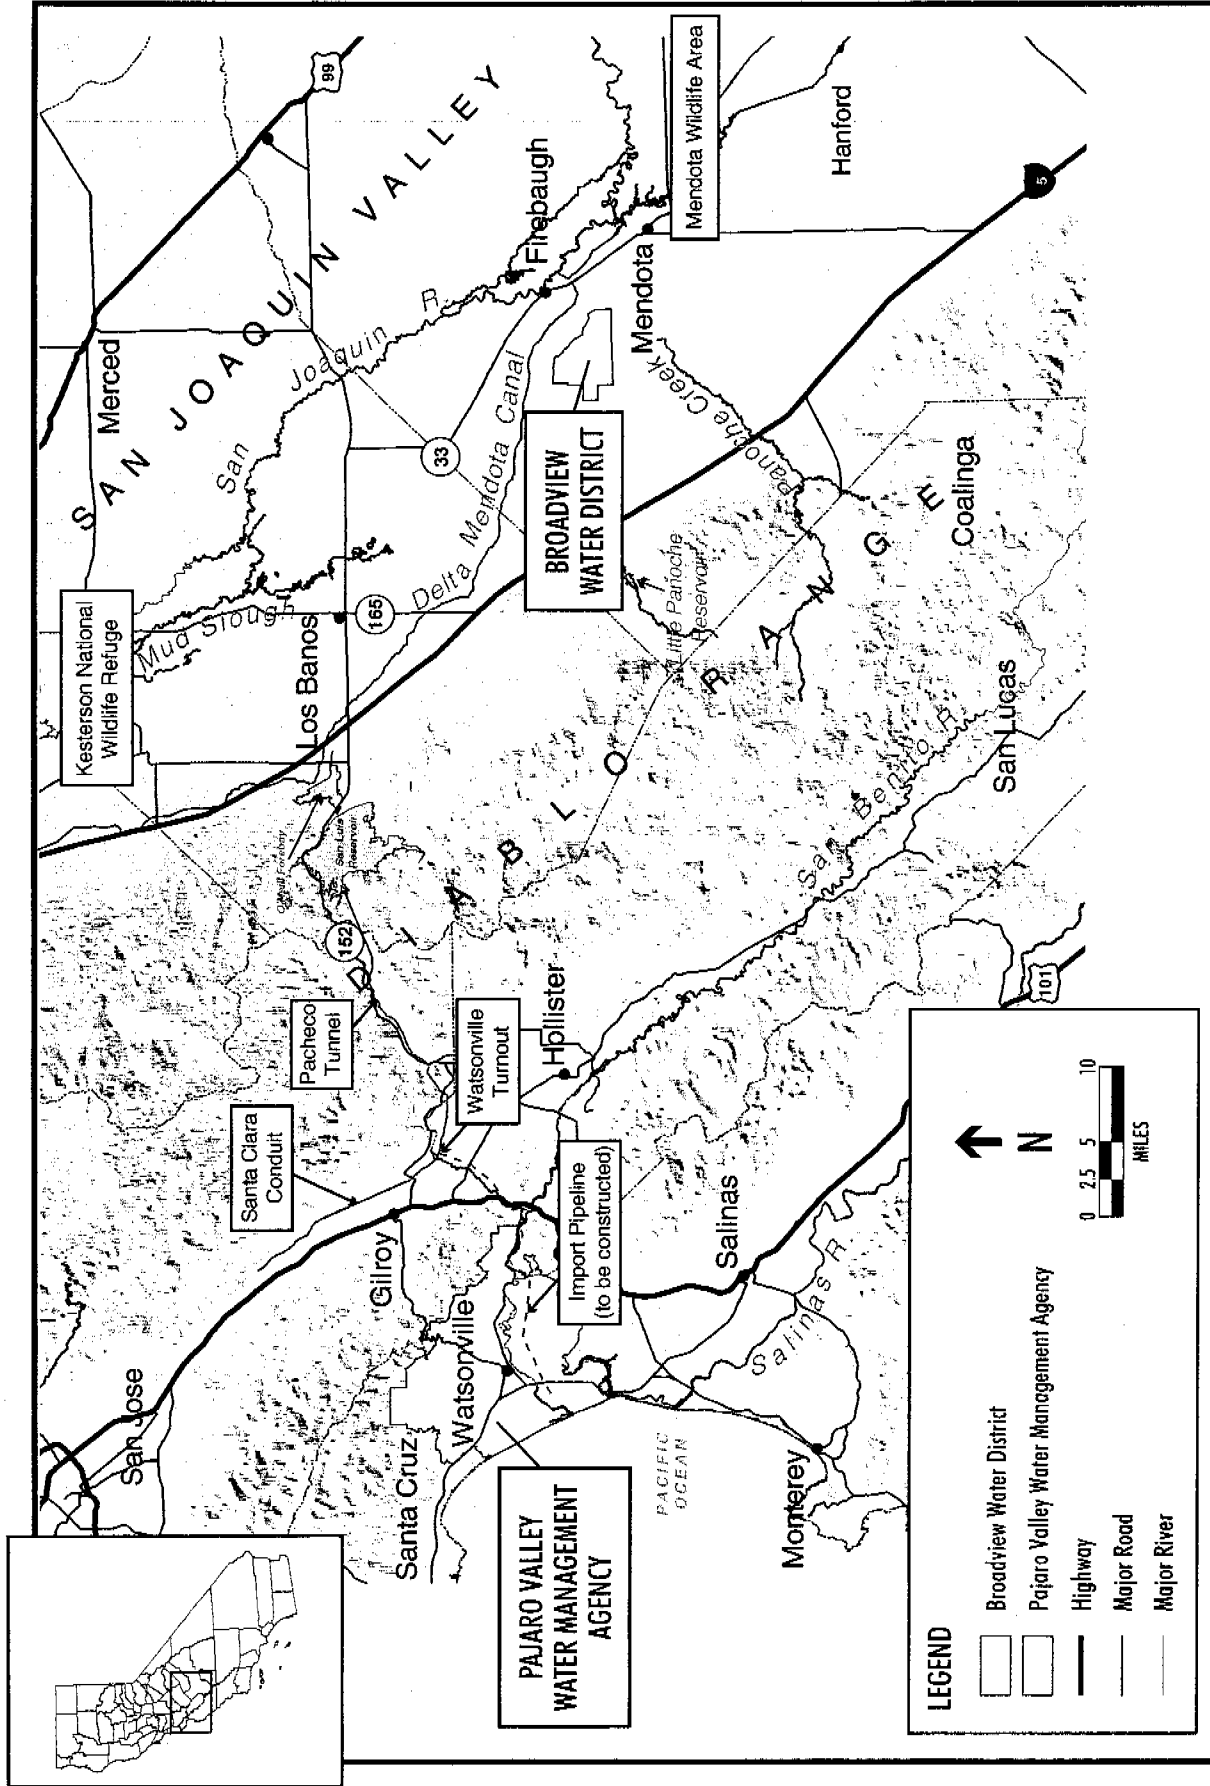 San Jose
Santa Clara
Conduit
Pacheco
Tunnel
Kesterson National
Wildlife Refuge
Merced
99
SAN JOAQUIN VALLEY
San
Joaquin
R
Mud Slough
Los Banos
165
33
Delta Mendota Canal
Firebaugh
Mendota
Mendota Wildlife Area
Hanford
5
O'Neill Forebay
San Luis
Reservoir
152
DIABLO RANGE
BROADVIEW
WATER DISTRICT
Little Panoche
Reservoir
Panoche Creek
Coalinga
Gilroy
Santa Cruz
Watsonville
Watsonville
Turnout
Hollister
Import Pipeline
(to be constructed)
PAJARO VALLEY
WATER MANAGEMENT
AGENCY
PACIFIC
OCEAN
Salinas
Salinas R
Monterey
San Benito R
San Lucas
101
LEGEND
Broadview Water District
Pajaro Valley Water Management Agency
Highway
Major Road
Major River
N
0 2.5 5 10
MILES